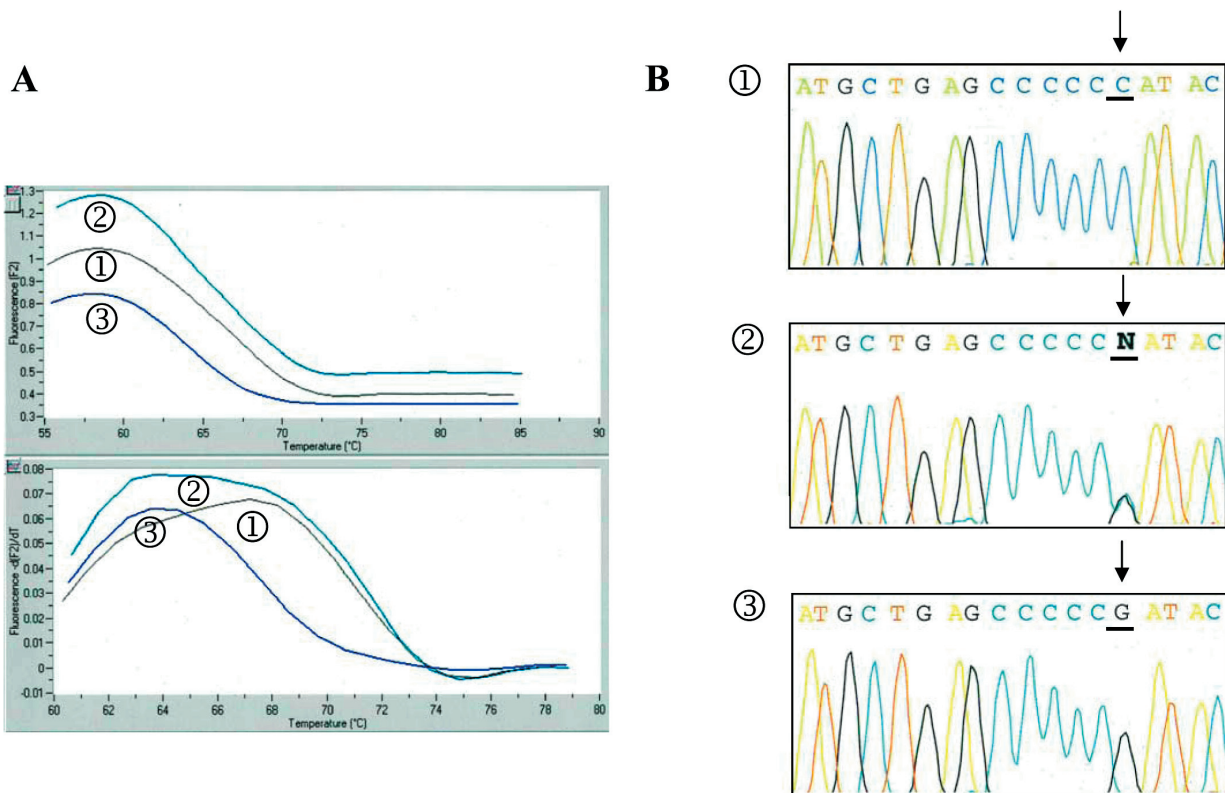 A
1.3
1.2
1.1
1
0.9
0.8
0.7
0.6
0.5
0.4
0.3
Fluorescence (F2)
②
①
③
55 60 65 70 75 80 85 90
Temperature (°C)
0.08
0.07
0.06
0.05
0.04
0.03
0.02
0.01
0
-0.01
Fluorescence -d(F2)/dT
②
③ ①
60 62 64 66 68 70 72 74 76 78 80
Temperature (°C)
B
①
ATGCTGAGCCCCCCATAC
②
ATGCTGAGCCCCCNATAC
③
ATGCTGAGCCCCCGATAC